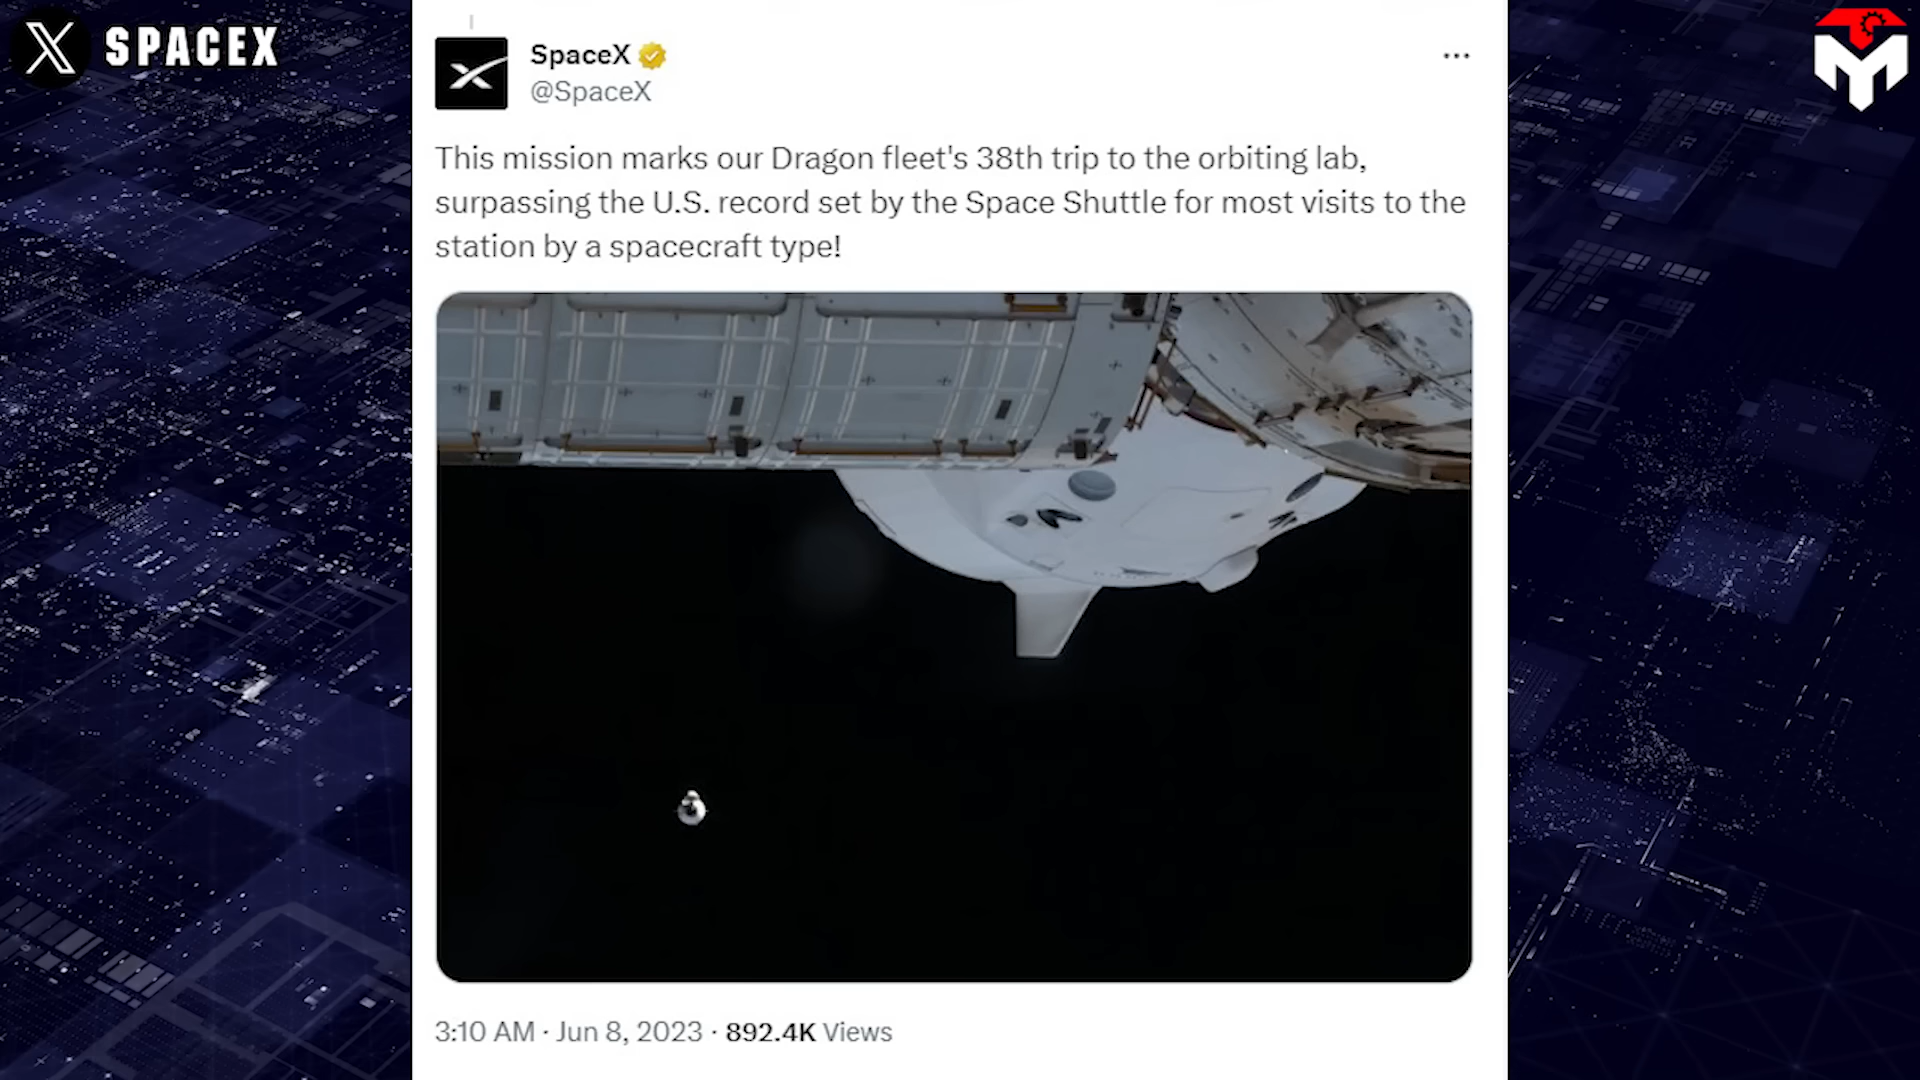 X SPACEX
SpaceX
@SpaceX
This mission marks our Dragon fleet's 38th trip to the orbiting lab,
surpassing the U.S. record set by the Space Shuttle for most visits to the
station by a spacecraft type!
3:10 AM · Jun 8, 2023 · 892.4K Views